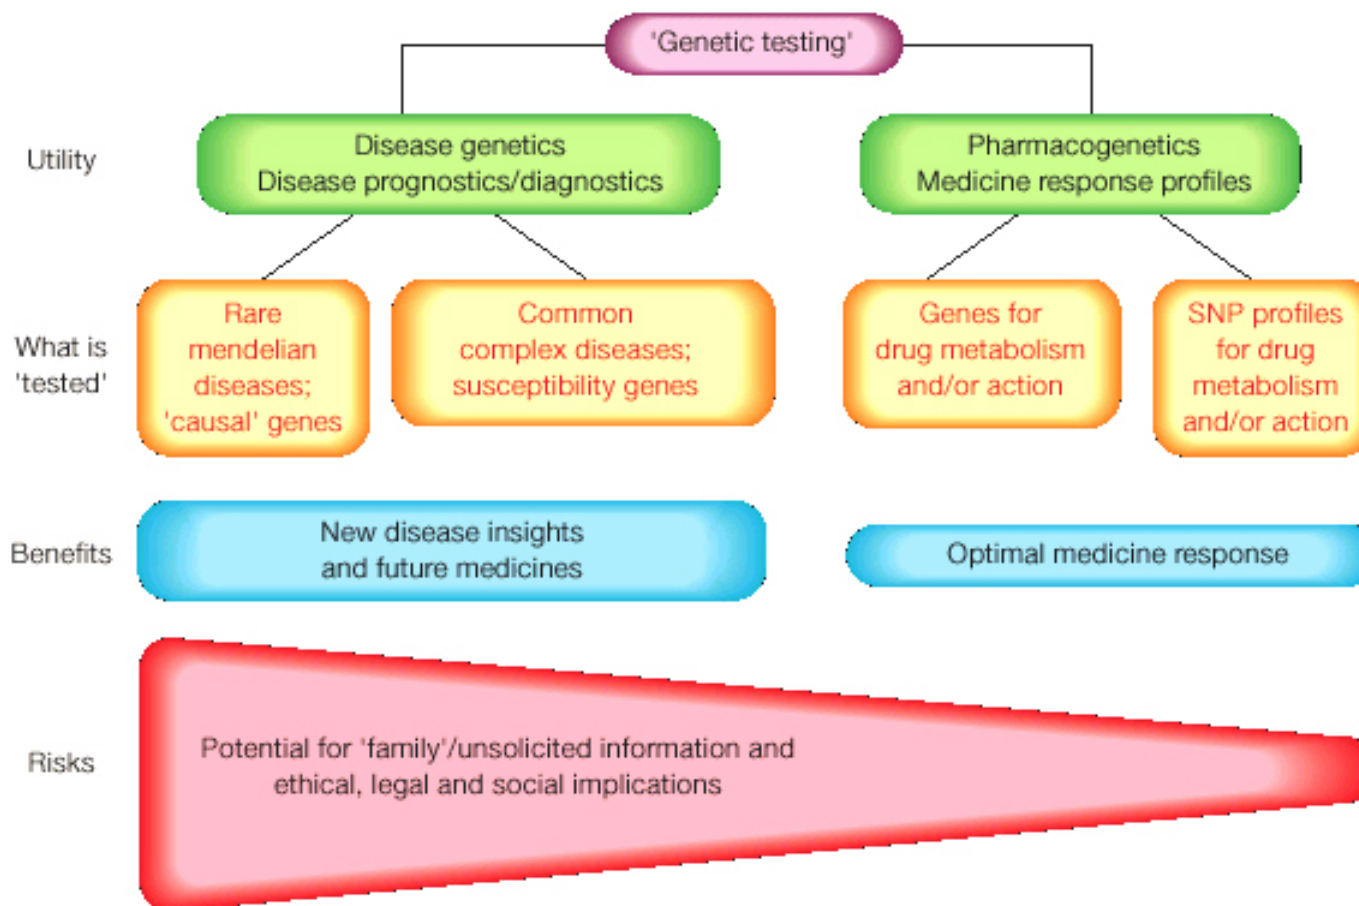 'Genetic testing'
Utility
Disease genetics
Disease prognostics/diagnostics
Pharmacogenetics
Medicine response profiles
What is
'tested'
Rare
mendelian
diseases;
'causal' genes
Common
complex diseases;
susceptibility genes
Genes for
drug metabolism
and/or action
SNP profiles
for drug
metabolism
and/or action
Benefits
New disease insights
and future medicines
Optimal medicine response
Risks
Potential for 'family'/unsolicited information and
ethical, legal and social implications